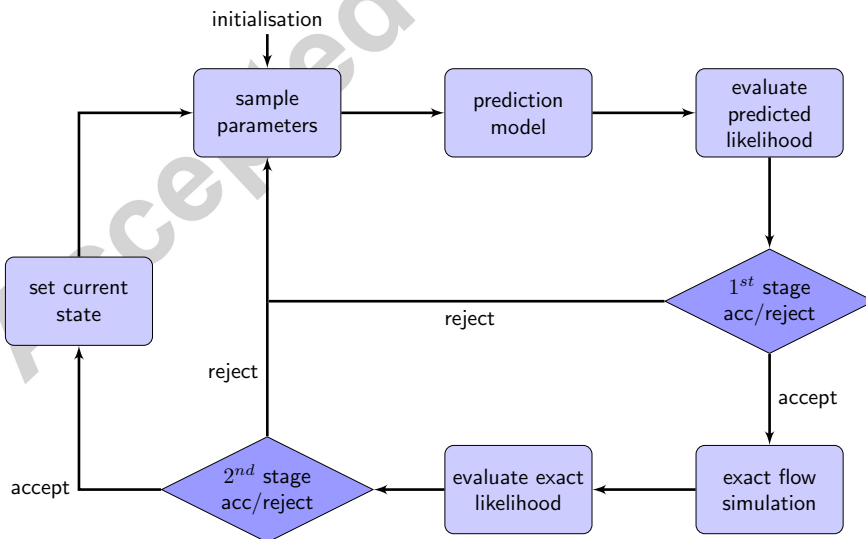 initialisation
sample
parameters
prediction
model
evaluate
predicted
likelihood
1st stage
acc/reject
reject
accept
set current
state
reject
2nd stage
acc/reject
accept
evaluate exact
likelihood
exact flow
simulation
Accepted